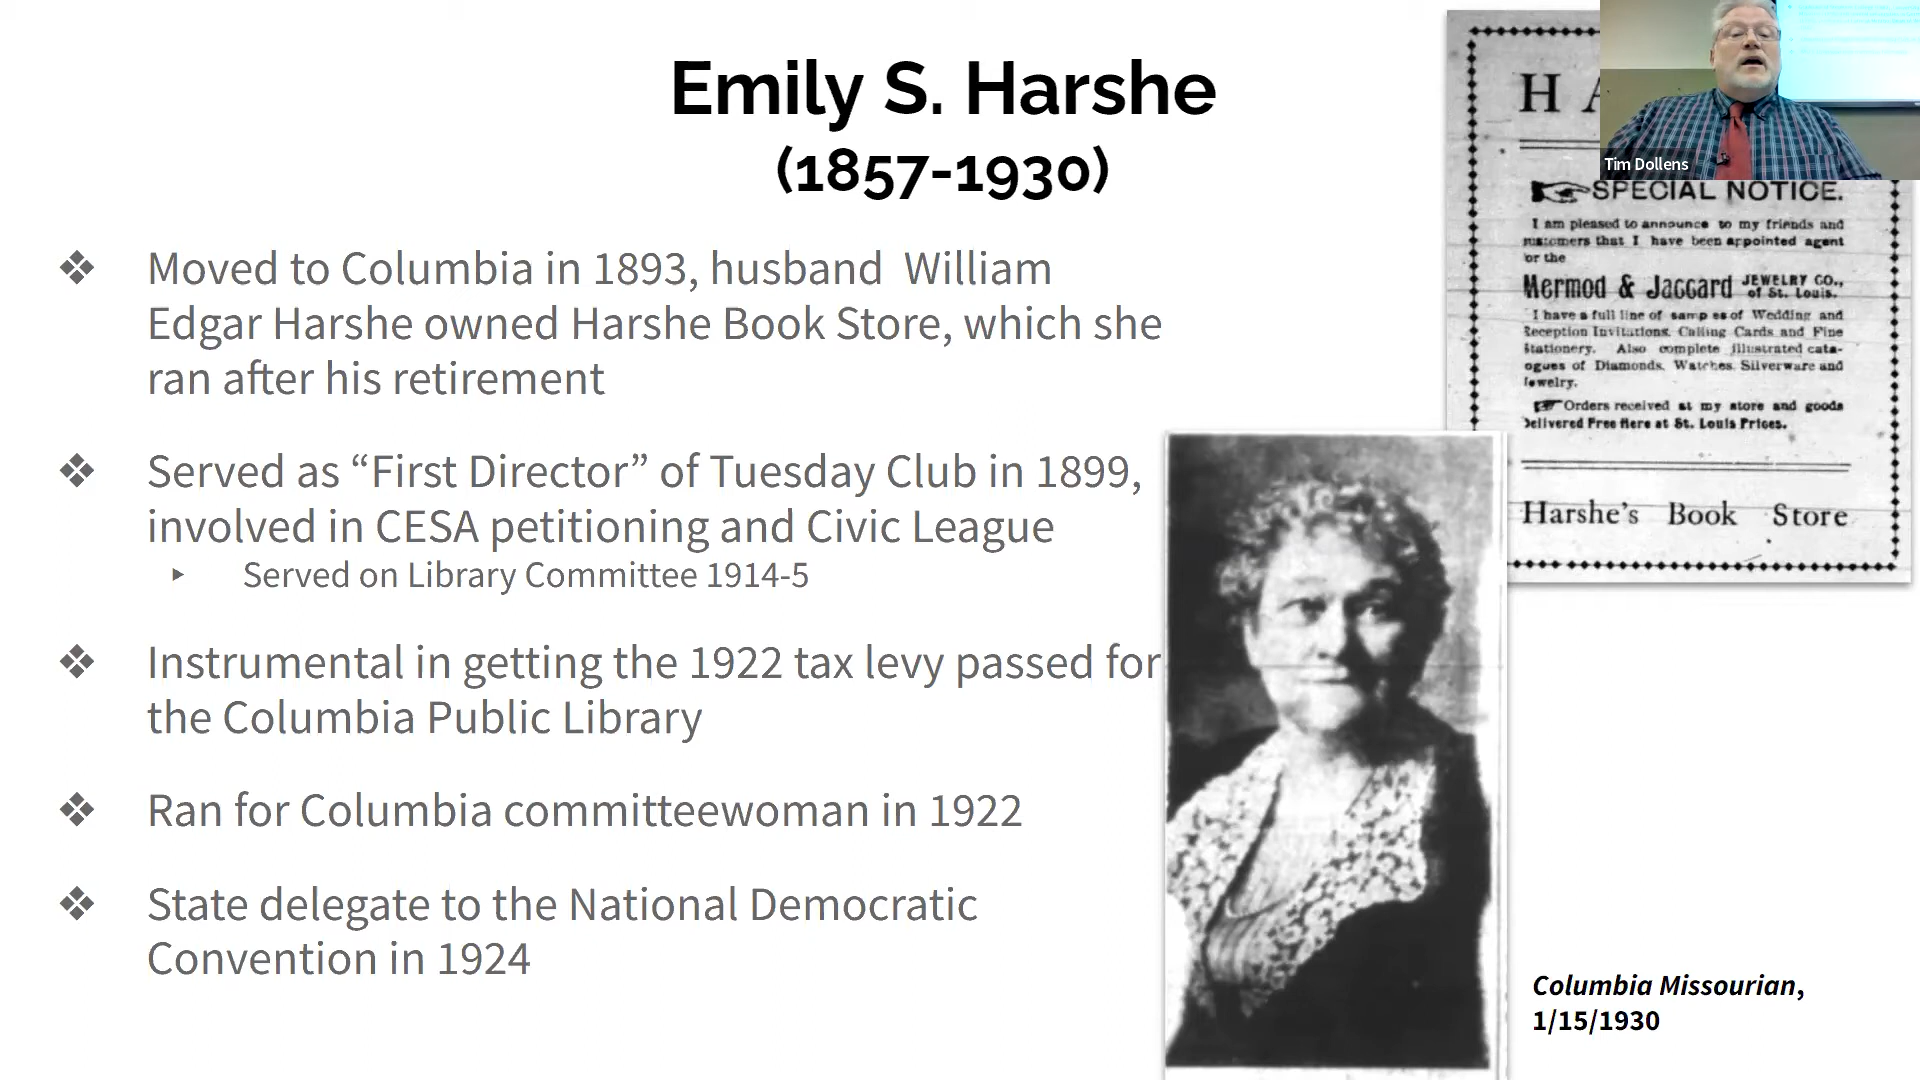 Emily S. Harshe
(1857-1930)
❖ Moved to Columbia in 1893, husband William
Edgar Harshe owned Harshe Book Store, which she
ran after his retirement
❖ Served as “First Director” of Tuesday Club in 1899,
involved in CESA petitioning and Civic League
▸ Served on Library Committee 1914-5
❖ Instrumental in getting the 1922 tax levy passed for
the Columbia Public Library
❖ Ran for Columbia committeewoman in 1922
❖ State delegate to the National Democratic
Convention in 1924
H
Tim Dollens
SPECIAL NOTICE.
I am pleased to announce to my friends and
customers that I have been appointed agent
or the
Mermod & Jaccard JEWELRY CO.,
of St. Louis.
I have a full line of samp es of Wedding and
Reception Invitations, Calling Cards and Fine
Stationery. Also complete illustrated cata-
ogues of Diamonds, Watches, Silverware and
Jewelry.
Orders received at my store and goods
Delivered Free Here at St. Louis Prices.
Harshe's Book Store
Columbia Missourian,
1/15/1930